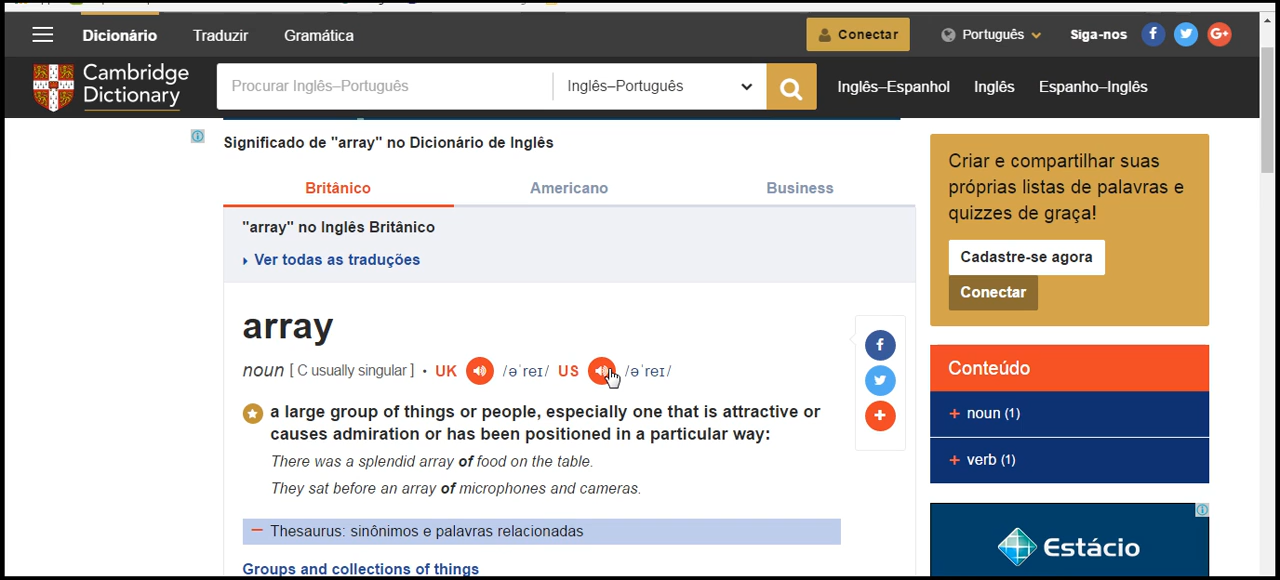 Dicionário Traduzir Gramática Conectar Português Siga-nos f G+
Cambridge
Dictionary
Procurar Inglês–Português Inglês–Português Inglês–Espanhol Inglês Espanho–Inglês
Significado de "array" no Dicionário de Inglês
Britânico Americano Business
"array" no Inglês Britânico
Ver todas as traduções
array
noun [ C usually singular ] · UK /əˈreɪ/ US /əˈreɪ/
a large group of things or people, especially one that is attractive or
causes admiration or has been positioned in a particular way:
There was a splendid array of food on the table.
They sat before an array of microphones and cameras.
– Thesaurus: sinônimos e palavras relacionadas
Groups and collections of things
f
+
Criar e compartilhar suas
próprias listas de palavras e
quizzes de graça!
Cadastre-se agora
Conectar
Conteúdo
+ noun (1)
+ verb (1)
Estácio